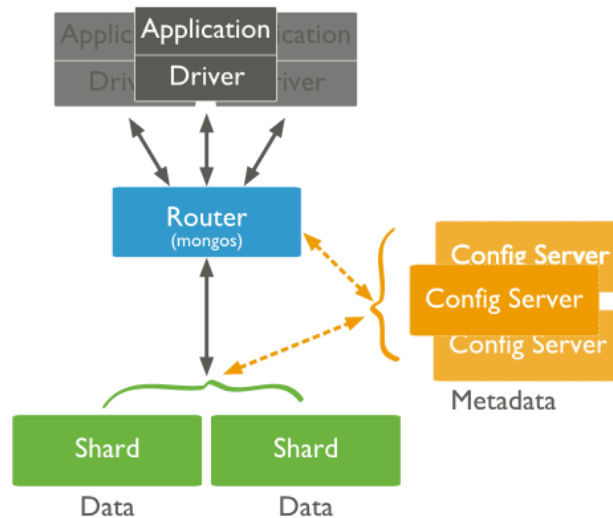 Application
Driver
Router
(mongos)
Config Server
Config Server
Config Server
Metadata
Shard
Shard
Data
Data